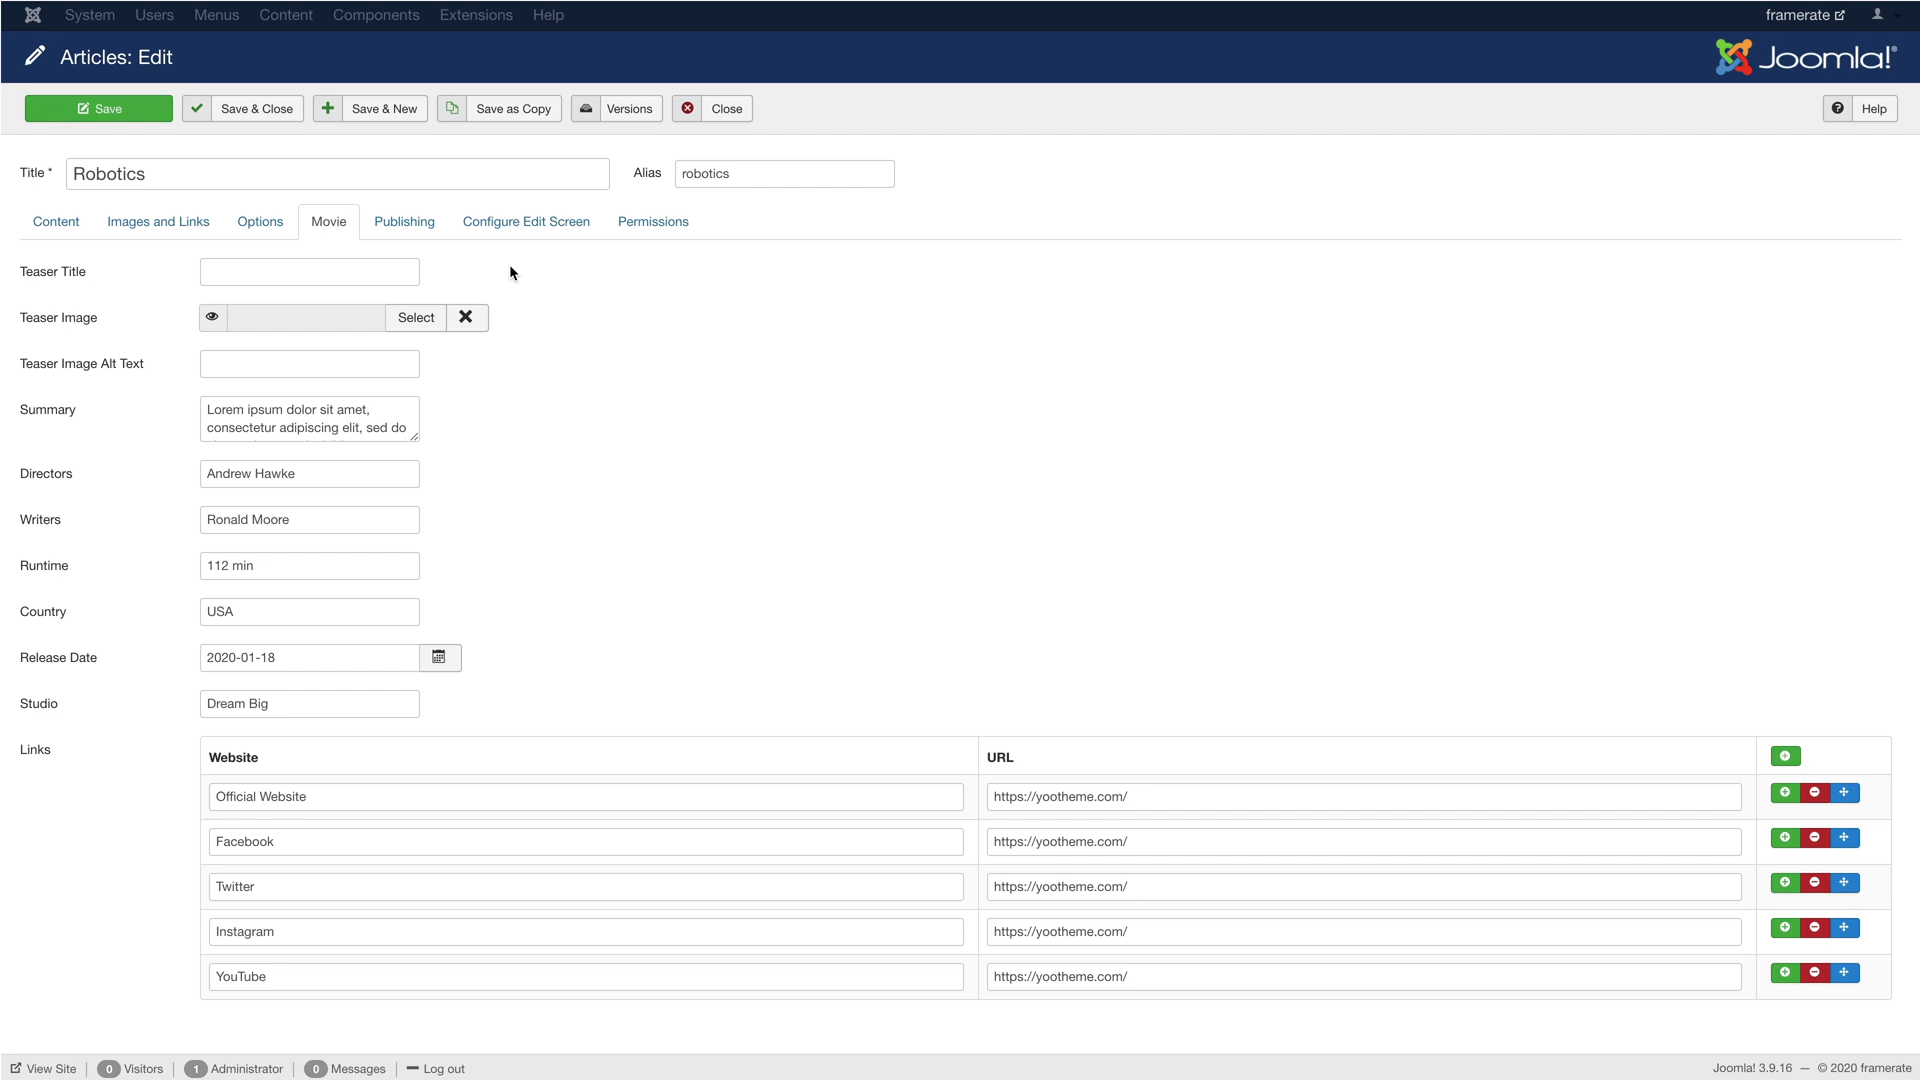 System Users Menus Content Components Extensions Help framerate
Articles: Edit Joomla!®
Save Save & Close Save & New Save as Copy Versions Close Help
Title * Robotics Alias robotics
Content Images and Links Options Movie Publishing Configure Edit Screen Permissions
Teaser Title
Teaser Image Select
Teaser Image Alt Text
Summary Lorem ipsum dolor sit amet,
consectetur adipiscing elit, sed do
Directors Andrew Hawke
Writers Ronald Moore
Runtime 112 min
Country USA
Release Date 2020-01-18
Studio Dream Big
Links Website URL
Official Website https://yootheme.com/
Facebook https://yootheme.com/
Twitter https://yootheme.com/
Instagram https://yootheme.com/
YouTube https://yootheme.com/
View Site 0 Visitors 1 Administrator 0 Messages Log out Joomla! 3.9.16 — © 2020 framerate